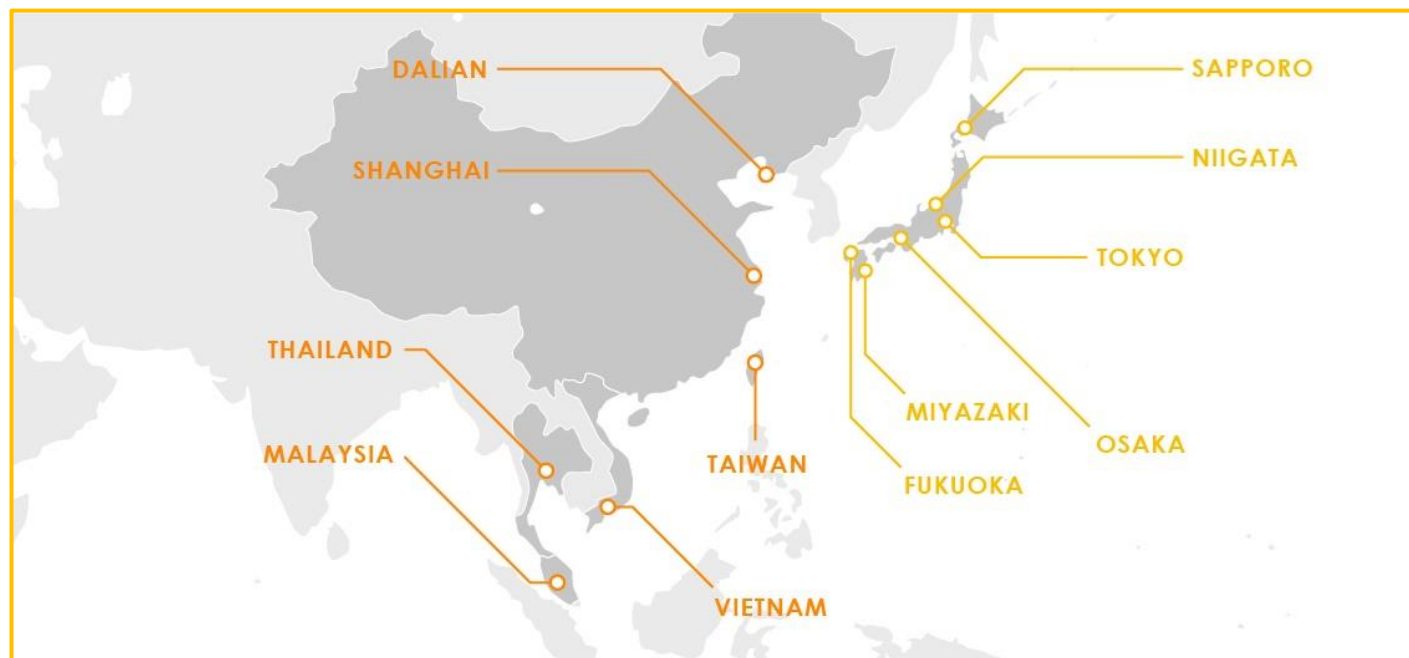 DALIAN
SAPPORO
SHANGHAI
NIIGATA
TOKYO
THAILAND
MIYAZAKI
OSAKA
MALAYSIA
TAIWAN
FUKUOKA
VIETNAM